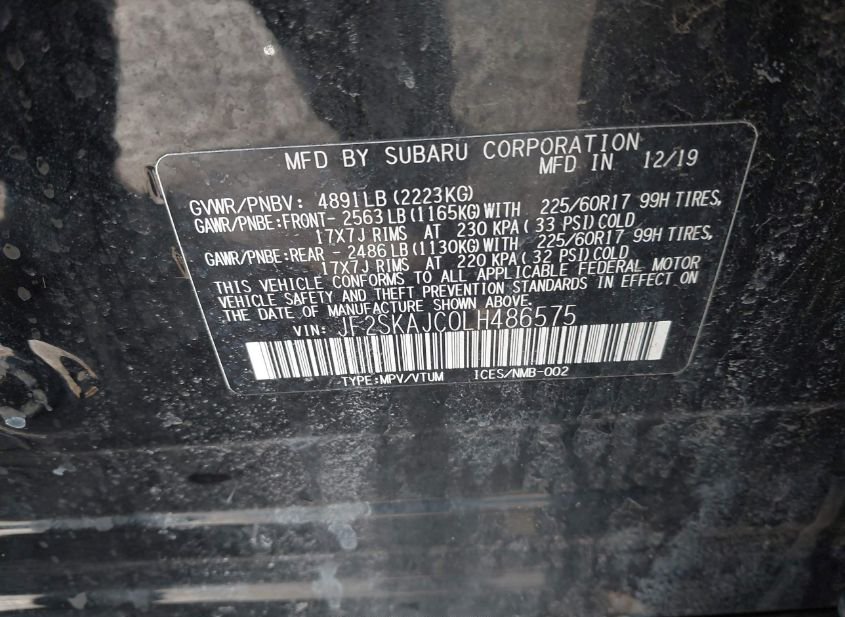 MFD BY SUBARU CORPORATION
MFD IN 12/19
GVWR/PNBV: 4891LB (2223KG)
GAWR/PNBE:FRONT- 2563 LB (1165KG) WITH 225/60R17 99H TIRES,
17X7J RIMS AT 230 KPA ( 33 PSI) COLD
GAWR/PNBE:REAR - 2486 LB (1130KG) WITH 225/60R17 99H TIRES,
17X7J RIMS AT 220 KPA ( 32 PSI) COLD
THIS VEHICLE CONFORMS TO ALL APPLICABLE FEDERAL MOTOR
VEHICLE SAFETY AND THEFT PREVENTION STANDARDS IN EFFECT ON
THE DATE OF MANUFACTURE SHOWN ABOVE.
VIN: JF2SKAJC0LH486575
TYPE:MPV/VTUM ICES/NMB-002